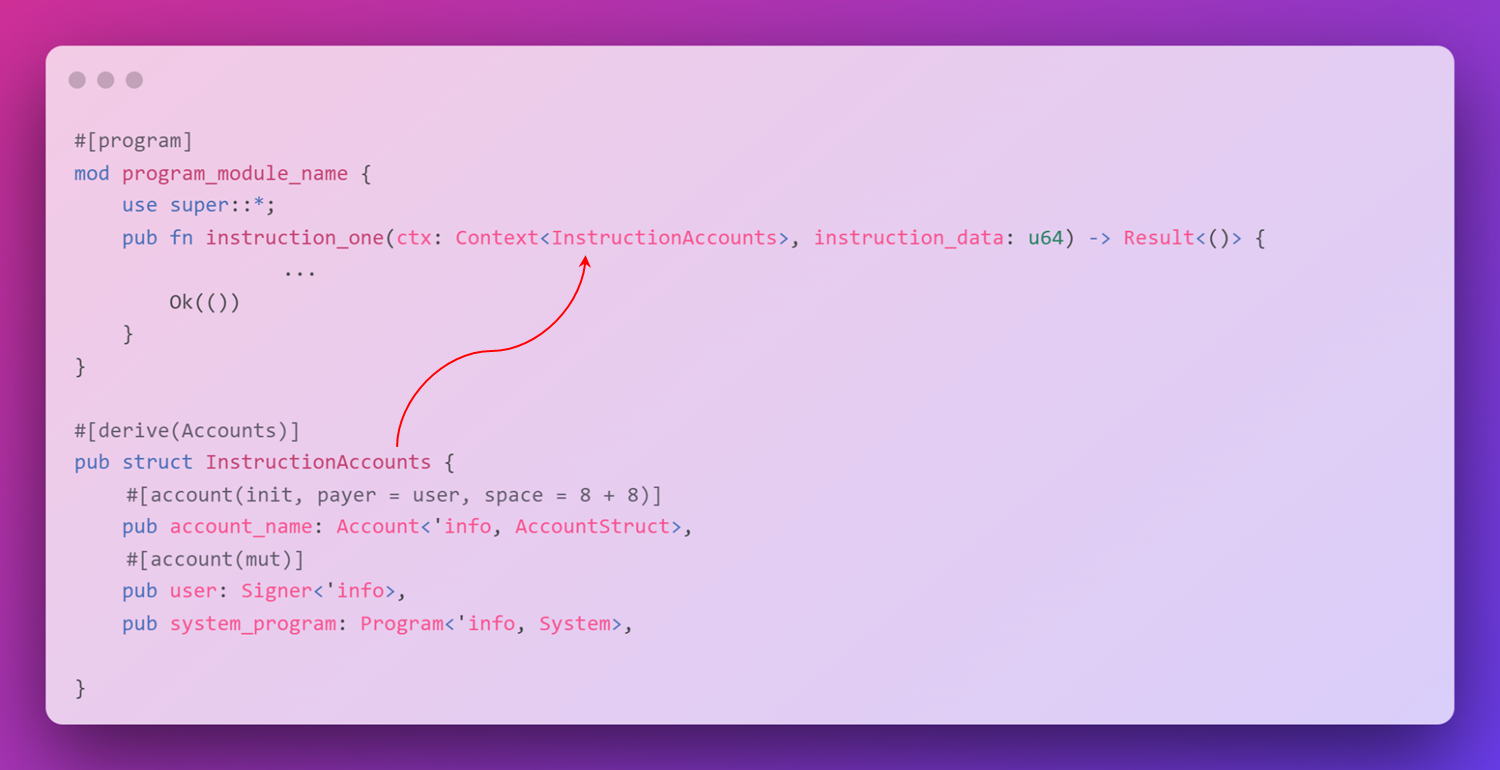 #[program]
mod program_module_name {
    use super::*;
    pub fn instruction_one(ctx: Context<InstructionAccounts>, instruction_data: u64) -> Result<()> {
        ...
        Ok(())
    }
}
#[derive(Accounts)]
pub struct InstructionAccounts {
    #[account(init, payer = user, space = 8 + 8)]
    pub account_name: Account<'info, AccountStruct>,
    #[account(mut)]
    pub user: Signer<'info>,
    pub system_program: Program<'info, System>,
}